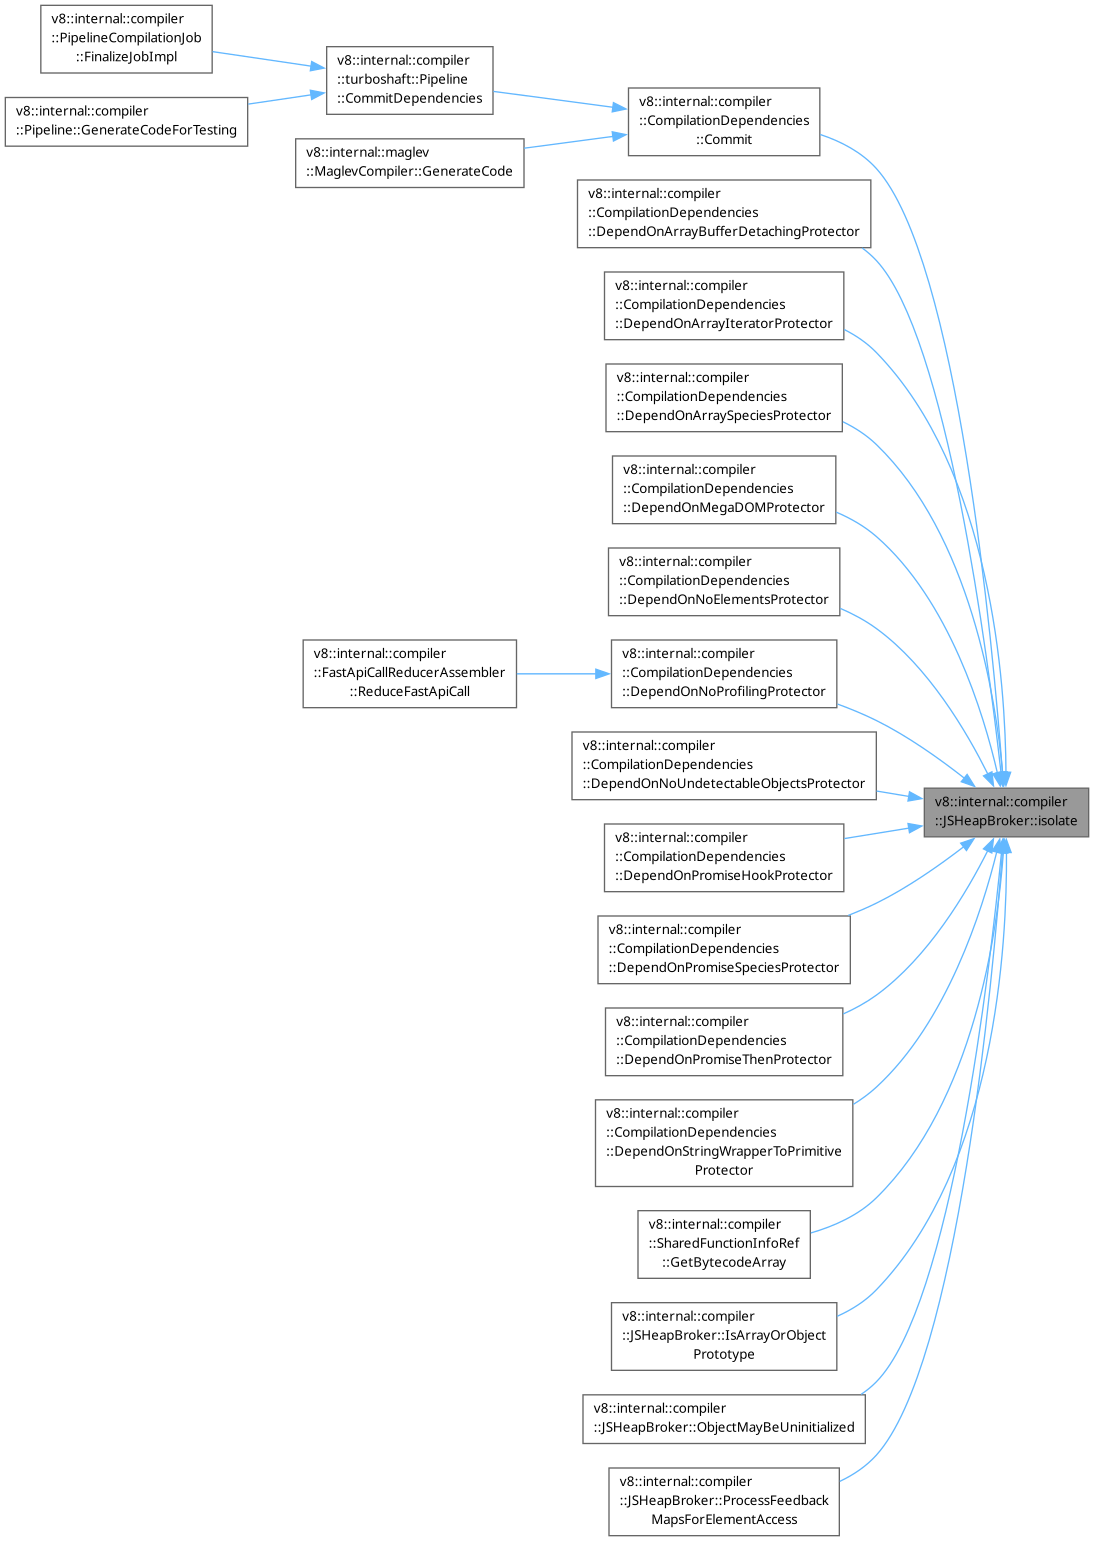 v8::internal::compiler
::PipelineCompilationJob
::FinalizeJobImpl
v8::internal::compiler
::Pipeline::GenerateCodeForTesting
v8::internal::compiler
::turboshaft::Pipeline
::CommitDependencies
v8::internal::maglev
::MaglevCompiler::GenerateCode
v8::internal::compiler
::CompilationDependencies
::Commit
v8::internal::compiler
::CompilationDependencies
::DependOnArrayBufferDetachingProtector
v8::internal::compiler
::CompilationDependencies
::DependOnArrayIteratorProtector
v8::internal::compiler
::CompilationDependencies
::DependOnArraySpeciesProtector
v8::internal::compiler
::CompilationDependencies
::DependOnMegaDOMProtector
v8::internal::compiler
::CompilationDependencies
::DependOnNoElementsProtector
v8::internal::compiler
::FastApiCallReducerAssembler
::ReduceFastApiCall
v8::internal::compiler
::CompilationDependencies
::DependOnNoProfilingProtector
v8::internal::compiler
::CompilationDependencies
::DependOnNoUndetectableObjectsProtector
v8::internal::compiler
::JSHeapBroker::isolate
v8::internal::compiler
::CompilationDependencies
::DependOnPromiseHookProtector
v8::internal::compiler
::CompilationDependencies
::DependOnPromiseSpeciesProtector
v8::internal::compiler
::CompilationDependencies
::DependOnPromiseThenProtector
v8::internal::compiler
::CompilationDependencies
::DependOnStringWrapperToPrimitive
Protector
v8::internal::compiler
::SharedFunctionInfoRef
::GetBytecodeArray
v8::internal::compiler
::JSHeapBroker::IsArrayOrObject
Prototype
v8::internal::compiler
::JSHeapBroker::ObjectMayBeUninitialized
v8::internal::compiler
::JSHeapBroker::ProcessFeedback
MapsForElementAccess